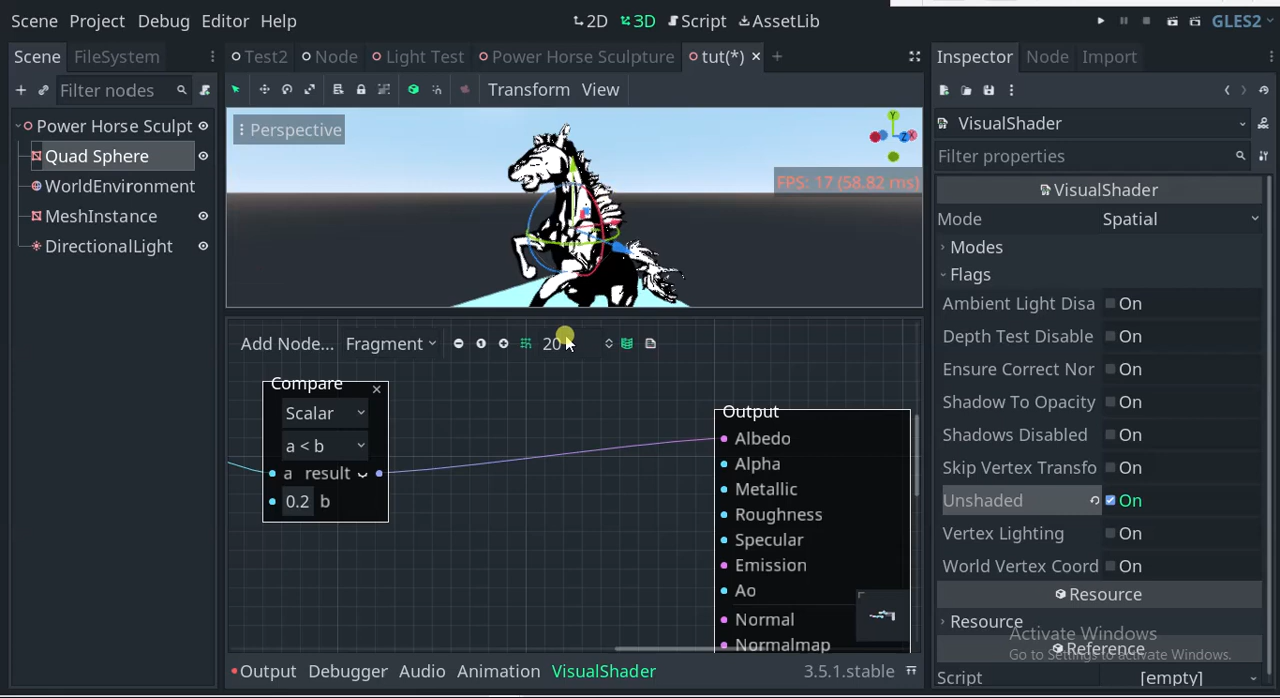 Scene Project Debug Editor Help 2D 3D Script AssetLib GLES2
Scene FileSystem Test2 Node Light Test Power Horse Sculpture tut(*) Inspector Node Import
Filter nodes Transform View
Power Horse Sculpt Perspective VisualShader
Quad Sphere Filter properties
WorldEnvironment FPS: 17 (58.82 ms) VisualShader
MeshInstance Mode Spatial
DirectionalLight Modes
Flags
Ambient Light Disa On
Depth Test Disable On
Add Node... Fragment 20
Ensure Correct Nor On
Compare
Shadow To Opacity On
Scalar Output
Albedo Shadows Disabled On
a < b
Alpha Skip Vertex Transfo On
a result
Metallic Unshaded On
0.2 b
Roughness Vertex Lighting On
Specular
Emission World Vertex Coord On
Ao Resource
Normal Resource
Activate Windows
Normalmap Reference
Go to Settings to activate Windows.
Output Debugger Audio Animation VisualShader 3.5.1.stable Script [empty]